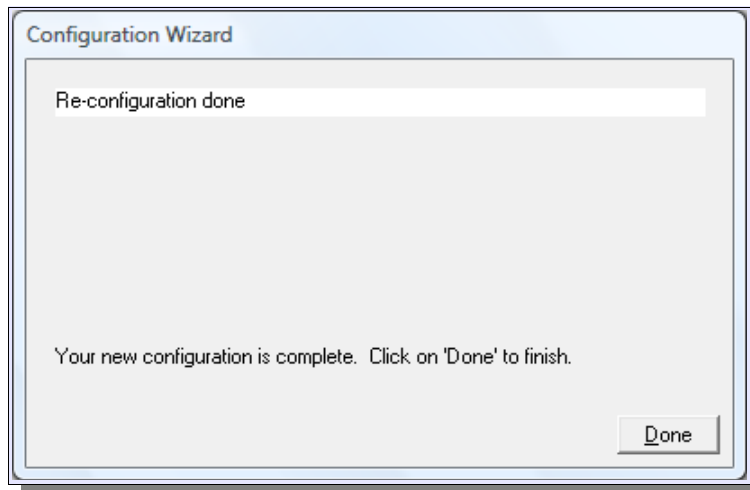 Configuration Wizard
Re-configuration done
Your new configuration is complete.  Click on 'Done' to finish.
Done